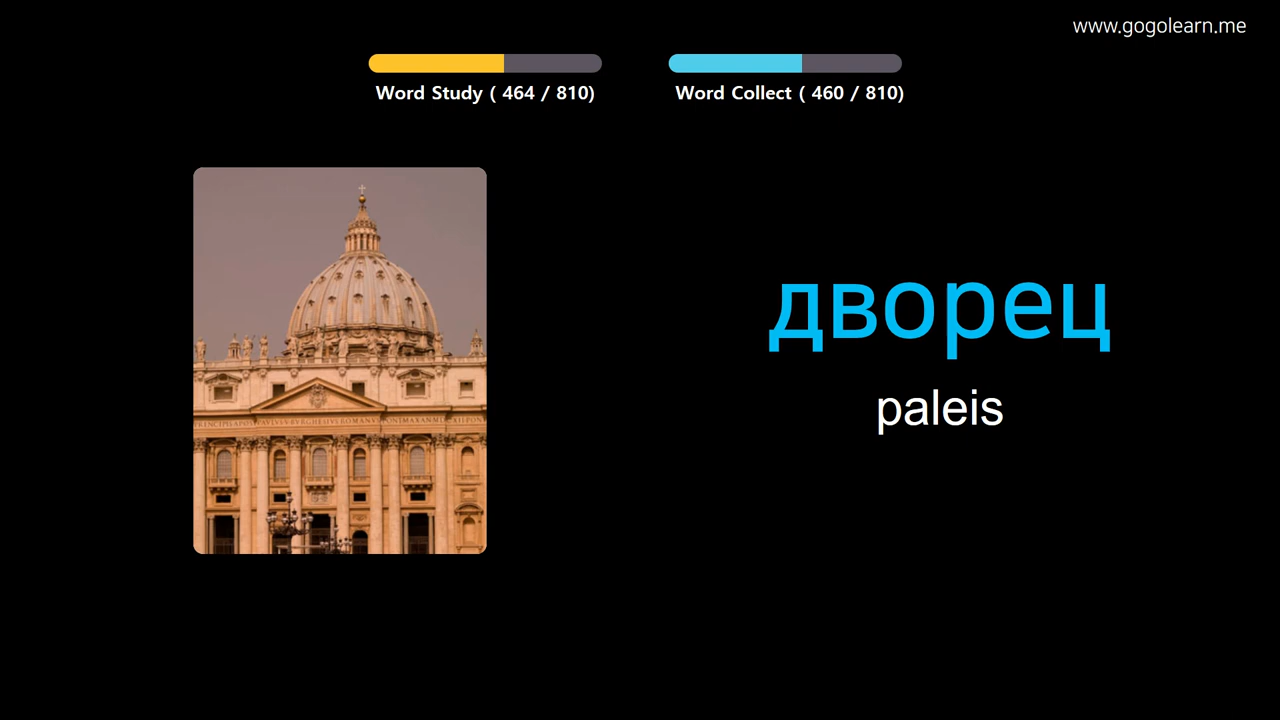 www.gogolearn.me
Word Study ( 464 / 810)
Word Collect ( 460 / 810)
дворец
paleis